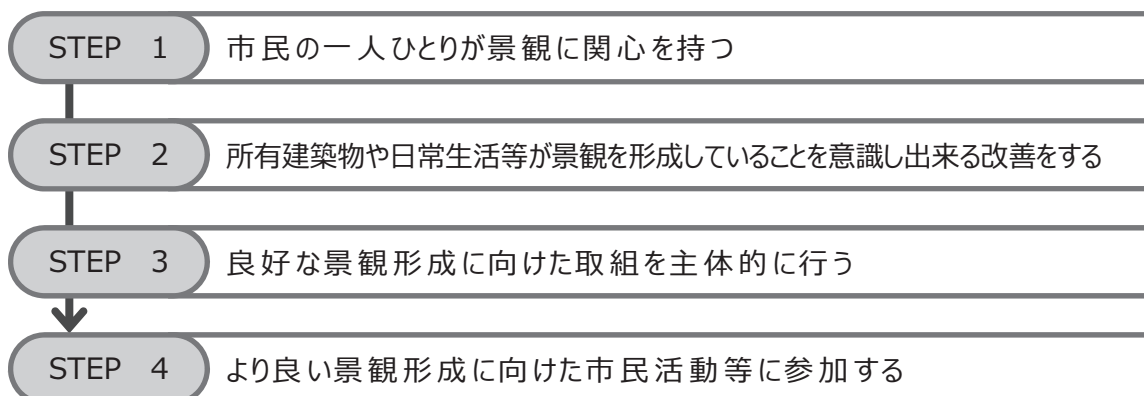 STEP 1 市民の一人ひとりが景観に関心を持つ
STEP 2 所有建築物や日常生活等が景観を形成していることを意識し出来る改善をする
STEP 3 良好な景観形成に向けた取組を主体的に行う
STEP 4 より良い景観形成に向けた市民活動等に参加する